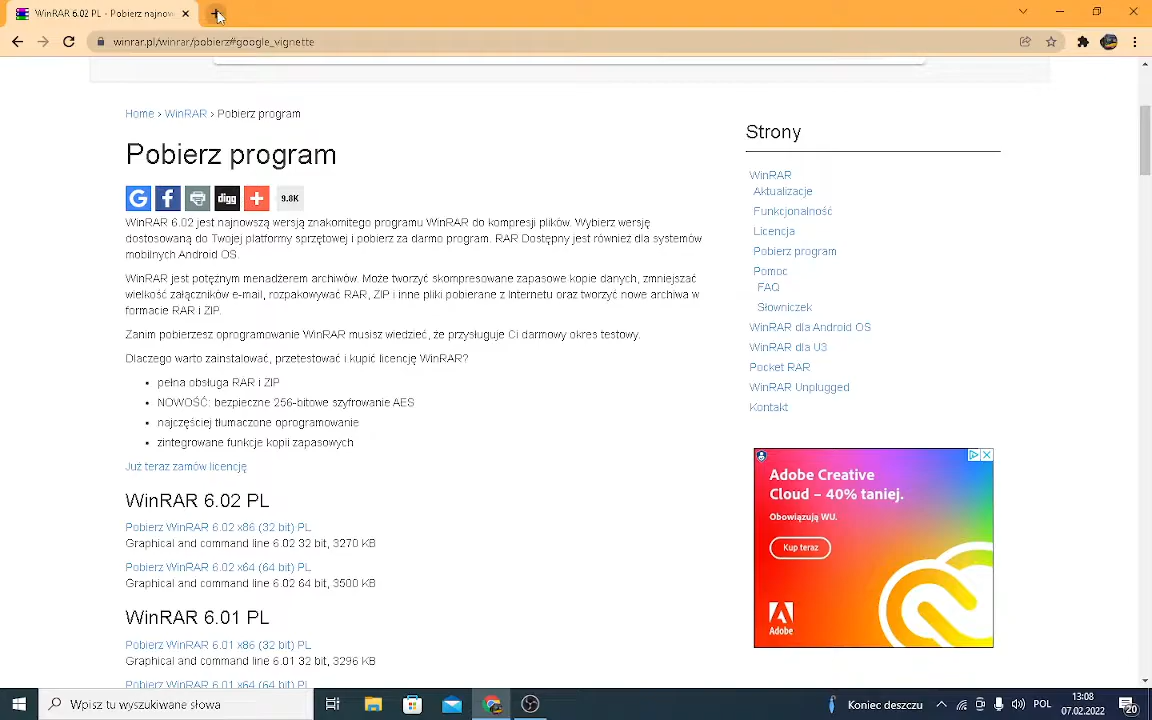 WinRAR 6.02 PL - Pobierz najnow
winrar.pl/winrar/pobierz#google_vignette
Home › WinRAR › Pobierz program
Pobierz program
G f digg + 9.8K
WinRAR 6.02 jest najnowszą wersją znakomitego programu WinRAR do kompresji plików. Wybierz wersję
dostosowaną do Twojej platformy sprzętowej i pobierz za darmo program. RAR Dostępny jest również dla systemów
mobilnych Android OS.
WinRAR jest potężnym menadżerem archiwów. Może tworzyć skompresowane zapasowe kopie danych, zmniejszać
wielkość załączników e-mail, rozpakowywać RAR, ZIP i inne pliki pobierane z Internetu oraz tworzyć nowe archiwa w
formacie RAR i ZIP.
Zanim pobierzesz oprogramowanie WinRAR musisz wiedzieć, że przysługuje Ci darmowy okres testowy.
Dlaczego warto zainstalować, przetestować i kupić licencję WinRAR?
• pełna obsługa RAR i ZIP
• NOWOŚĆ: bezpieczne 256-bitowe szyfrowanie AES
• najczęściej tłumaczone oprogramowanie
• zintegrowane funkcje kopii zapasowych
Już teraz zamów licencję
WinRAR 6.02 PL
Pobierz WinRAR 6.02 x86 (32 bit) PL
Graphical and command line 6.02 32 bit, 3270 KB
Pobierz WinRAR 6.02 x64 (64 bit) PL
Graphical and command line 6.02 64 bit, 3500 KB
WinRAR 6.01 PL
Pobierz WinRAR 6.01 x86 (32 bit) PL
Graphical and command line 6.01 32 bit, 3296 KB
Pobierz WinRAR 6.01 x64 (64 bit) PL
Strony
WinRAR
Aktualizacje
Funkcjonalność
Licencja
Pobierz program
Pomoc
FAQ
Słowniczek
WinRAR dla Android OS
WinRAR dla U3
Pocket RAR
WinRAR Unplugged
Kontakt
Adobe Creative
Cloud – 40% taniej.
Obowiązują WU.
Kup teraz
Adobe
Wpisz tu wyszukiwane słowa
Koniec deszczu
POL
13:08
07.02.2022
20